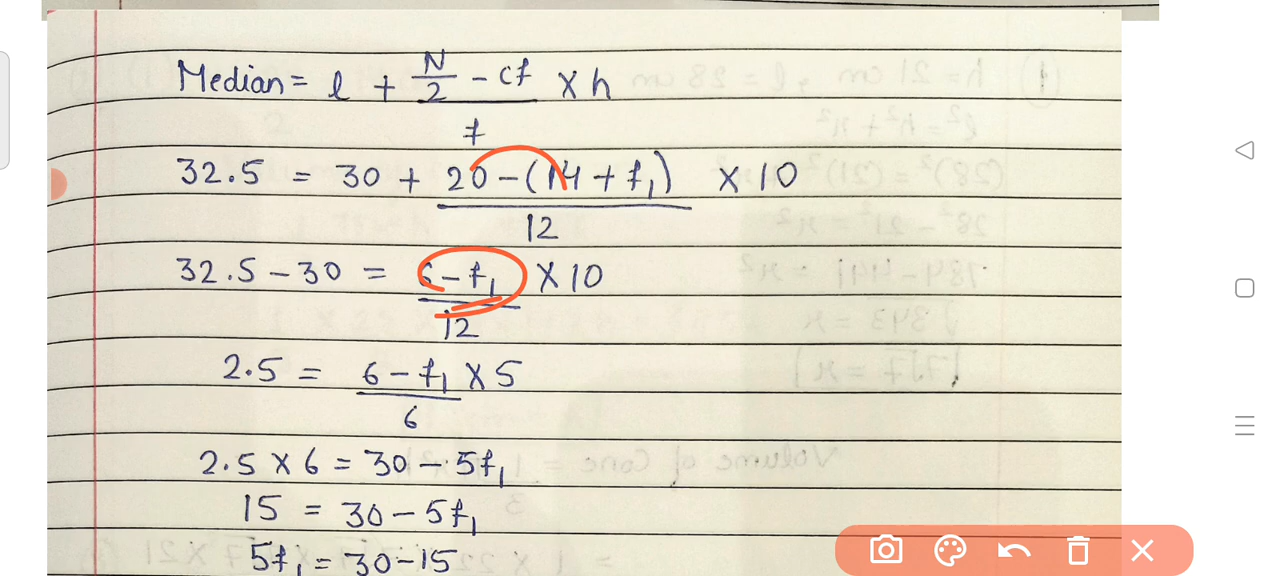 Median = l + (N/2 - cf)/f × h
32.5 = 30 + (20 - (14 + f₁))/12 × 10
32.5 - 30 = (6 - f₁)/12 × 10
2.5 = (6 - f₁)/6 × 5
2.5 × 6 = 30 - 5f₁
15 = 30 - 5f₁
5f₁ = 30 - 15